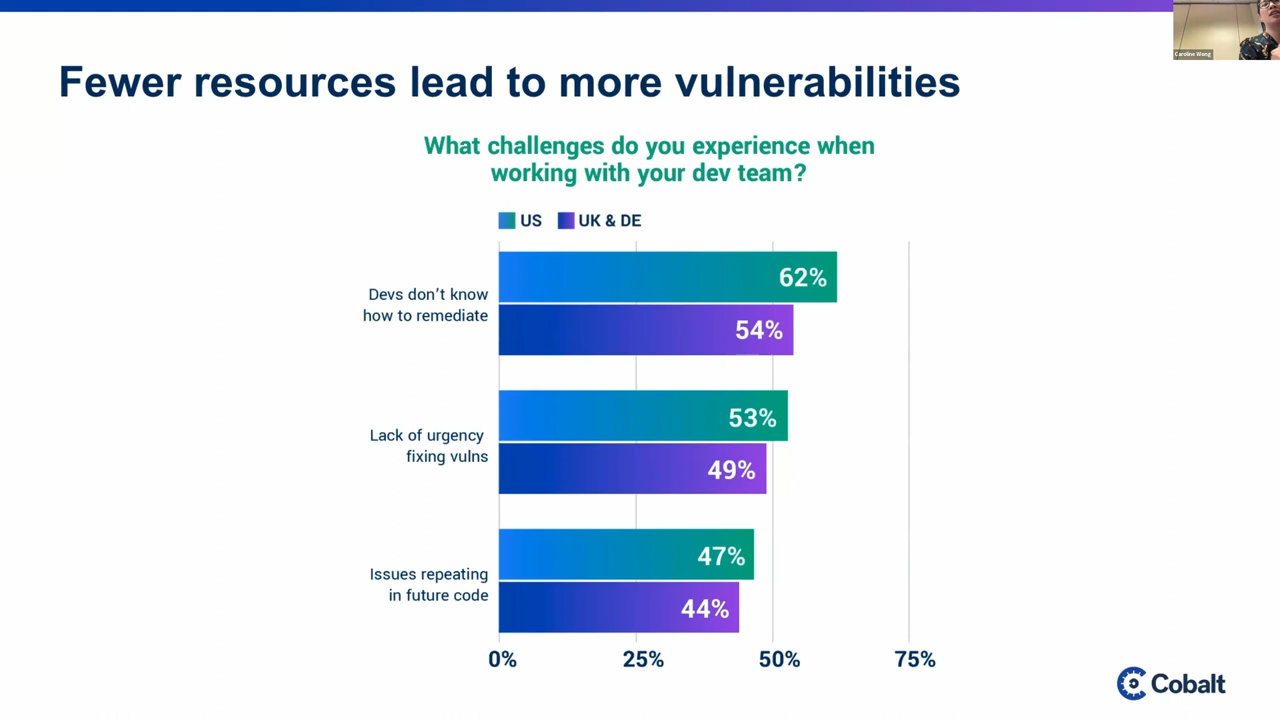 Caroline Wong
Fewer resources lead to more vulnerabilities
What challenges do you experience when
working with your dev team?
US
UK & DE
Devs don’t know
how to remediate
62%
54%
Lack of urgency
fixing vulns
53%
49%
Issues repeating
in future code
47%
44%
0%
25%
50%
75%
Cobalt